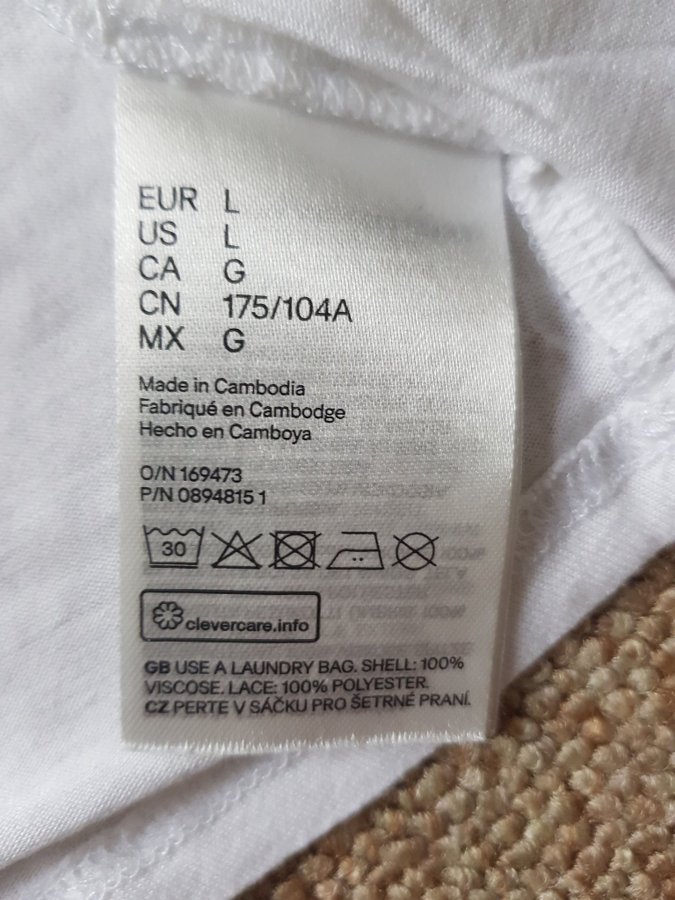 EUR L
US L
CA G
CN 175/104A
MX G
Made in Cambodia
Fabriqué en Cambodge
Hecho en Camboya
O/N 169473
P/N 0894815 1
30
clevercare.info
GB USE A LAUNDRY BAG. SHELL: 100%
VISCOSE. LACE: 100% POLYESTER.
CZ PERTE V SÁČKU PRO ŠETRNÉ PRANÍ.